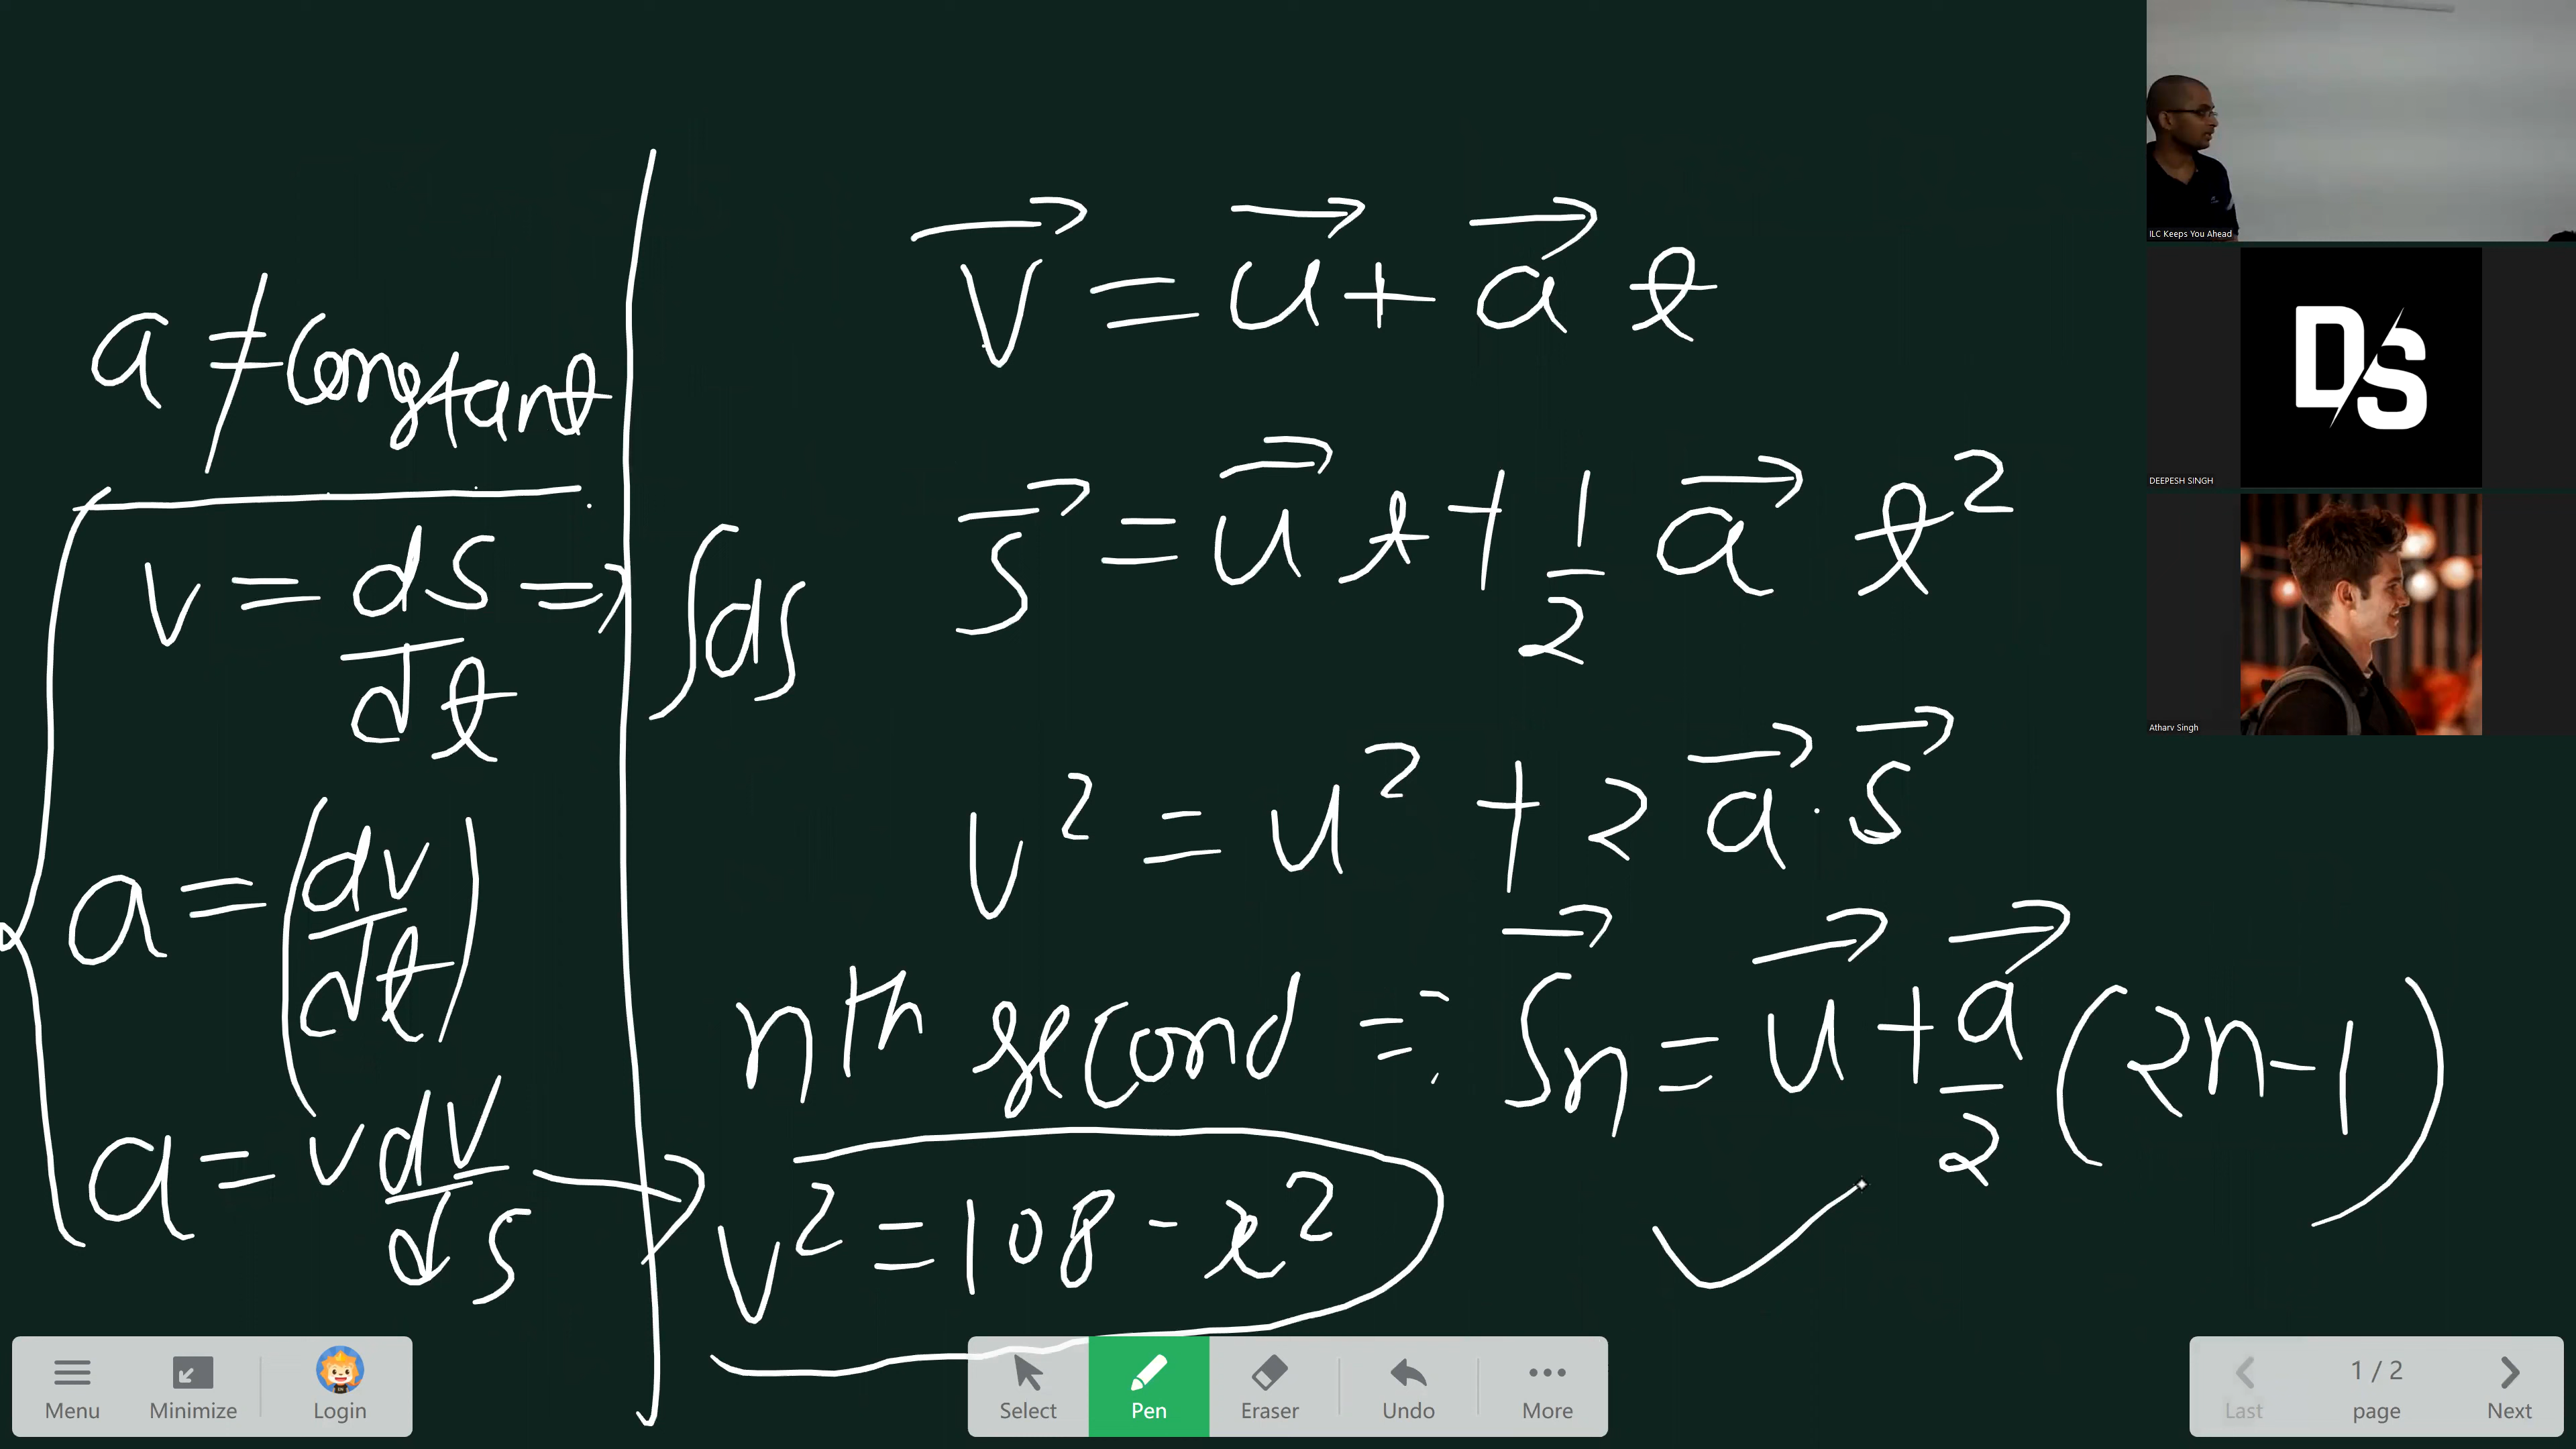 a ≠ Constant
v = ds/dt ⇒ ∫ds
a = (dv/dt)
a = v dv/ds →
v⃗ = u⃗ + a⃗ t
s⃗ = u⃗ t + 1/2 a⃗ t²
v² = u² + 2 a⃗ · s⃗
nth second ⇒ s⃗n = u⃗ + a⃗/2 (2n-1)
v² = 108 - x²
ILC Keeps You Ahead
DS
DEEPESH SINGH
Atharv Singh
Menu Minimize Login
Select Pen Eraser Undo More
Last 1 / 2 page Next